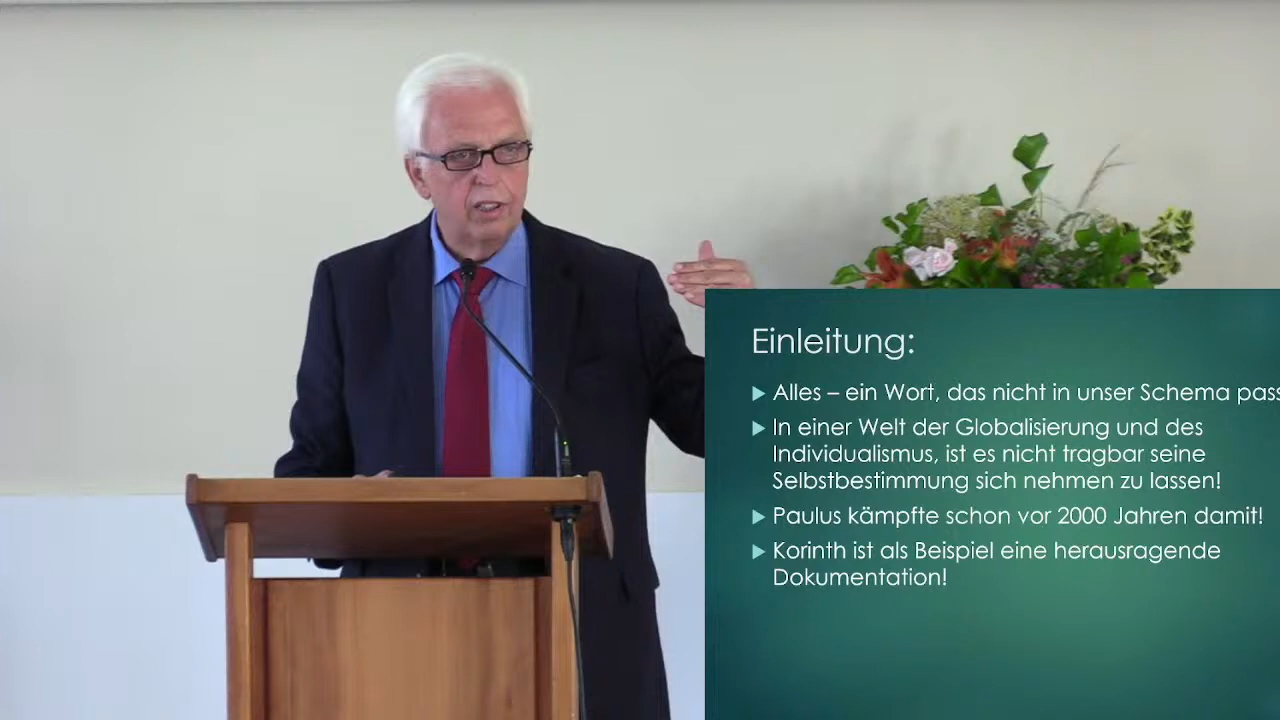 Einleitung:
Alles – ein Wort, das nicht in unser Schema pass
In einer Welt der Globalisierung und des
Individualismus, ist es nicht tragbar seine
Selbstbestimmung sich nehmen zu lassen!
Paulus kämpfte schon vor 2000 Jahren damit!
Korinth ist als Beispiel eine herausragende
Dokumentation!